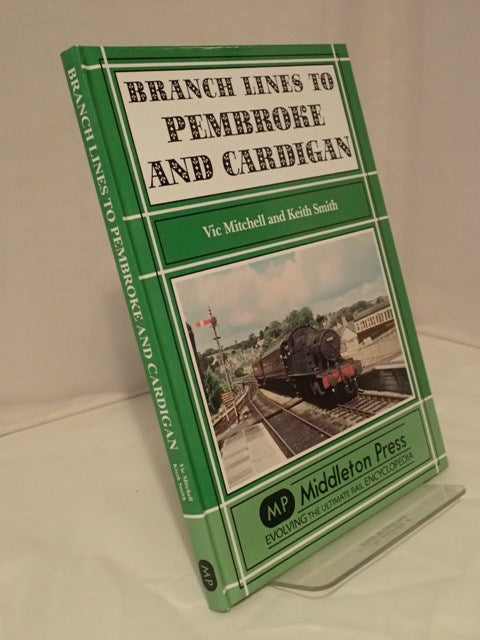 BRANCH LINES TO
PEMBROKE
AND CARDIGAN
Vic Mitchell and Keith Smith
MP Middleton Press
EVOLVING THE ULTIMATE RAIL ENCYCLOPEDIA
BRANCH LINES TO PEMBROKE AND CARDIGAN
Vic Mitchell
Keith Smith
MP